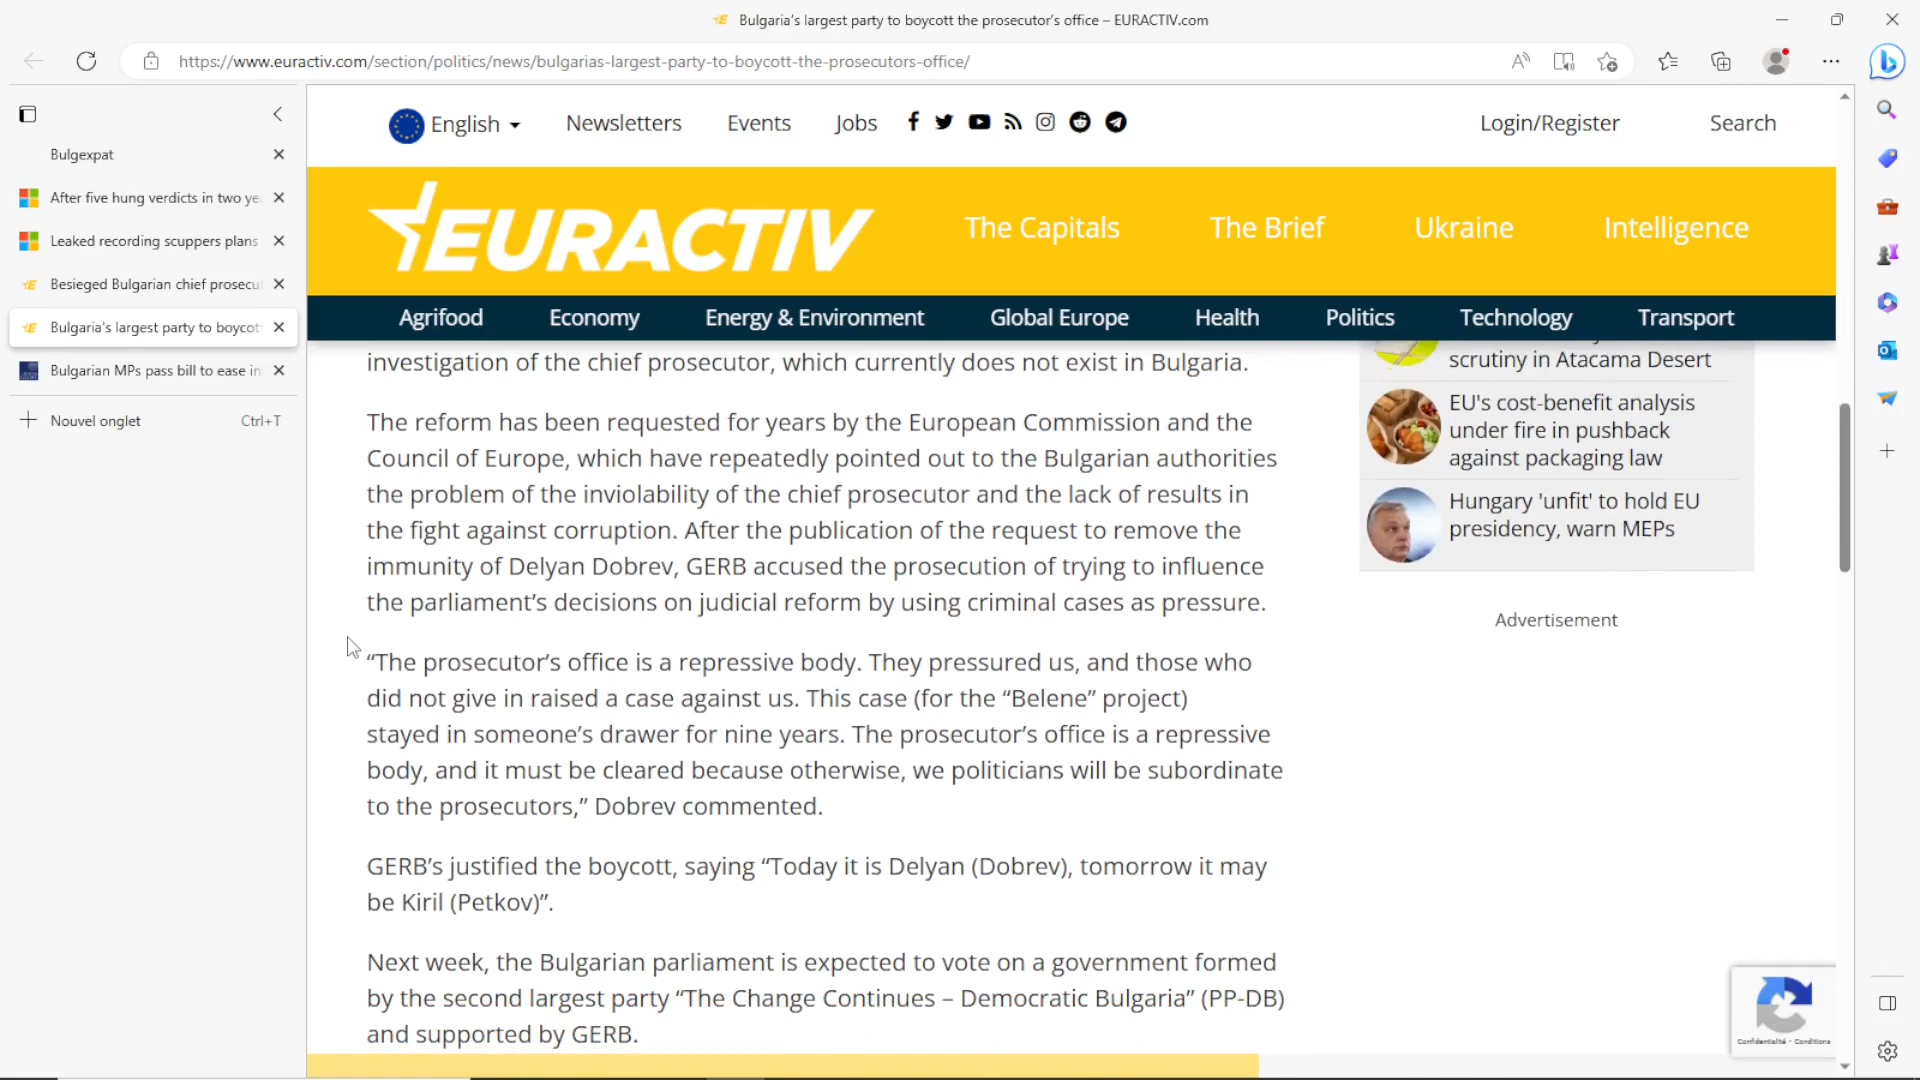 Bulgaria's largest party to boycott the prosecutor's office – EURACTIV.com
https://www.euractiv.com/section/politics/news/bulgarias-largest-party-to-boycott-the-prosecutors-office/
Bulgexpat
After five hung verdicts in two ye
Leaked recording scuppers plans
Besieged Bulgarian chief prosecut
Bulgaria's largest party to boycott
Bulgarian MPs pass bill to ease in
Nouvel onglet Ctrl+T
English Newsletters Events Jobs Login/Register Search
EURACTIV The Capitals The Brief Ukraine Intelligence
Agrifood Economy Energy & Environment Global Europe Health Politics Technology Transport
investigation of the chief prosecutor, which currently does not exist in Bulgaria.
The reform has been requested for years by the European Commission and the
Council of Europe, which have repeatedly pointed out to the Bulgarian authorities
the problem of the inviolability of the chief prosecutor and the lack of results in
the fight against corruption. After the publication of the request to remove the
immunity of Delyan Dobrev, GERB accused the prosecution of trying to influence
the parliament's decisions on judicial reform by using criminal cases as pressure.
“The prosecutor's office is a repressive body. They pressured us, and those who
did not give in raised a case against us. This case (for the “Belene” project)
stayed in someone's drawer for nine years. The prosecutor's office is a repressive
body, and it must be cleared because otherwise, we politicians will be subordinate
to the prosecutors,” Dobrev commented.
GERB's justified the boycott, saying “Today it is Delyan (Dobrev), tomorrow it may
be Kiril (Petkov)”.
Next week, the Bulgarian parliament is expected to vote on a government formed
by the second largest party “The Change Continues – Democratic Bulgaria” (PP-DB)
and supported by GERB.
scrutiny in Atacama Desert
EU's cost-benefit analysis
under fire in pushback
against packaging law
Hungary 'unfit' to hold EU
presidency, warn MEPs
Advertisement
Confidentialité - Conditions